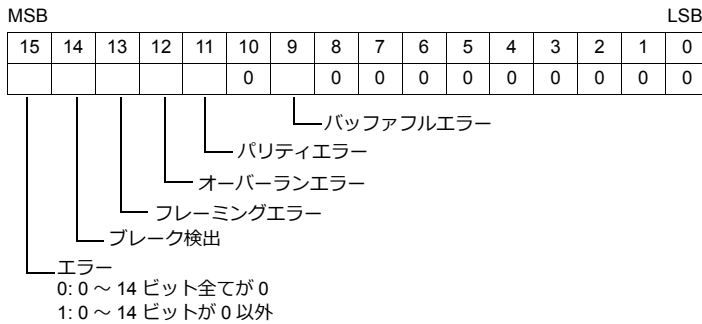 MSB LSB
15 14 13 12 11 10 9 8 7 6 5 4 3 2 1 0
0 0 0 0 0 0 0 0 0 0
バッファフルエラー
パリティエラー
オーバーランエラー
フレーミングエラー
ブレーク検出
エラー
0: 0 ～ 14 ビット全てが 0
1: 0 ～ 14 ビットが 0 以外